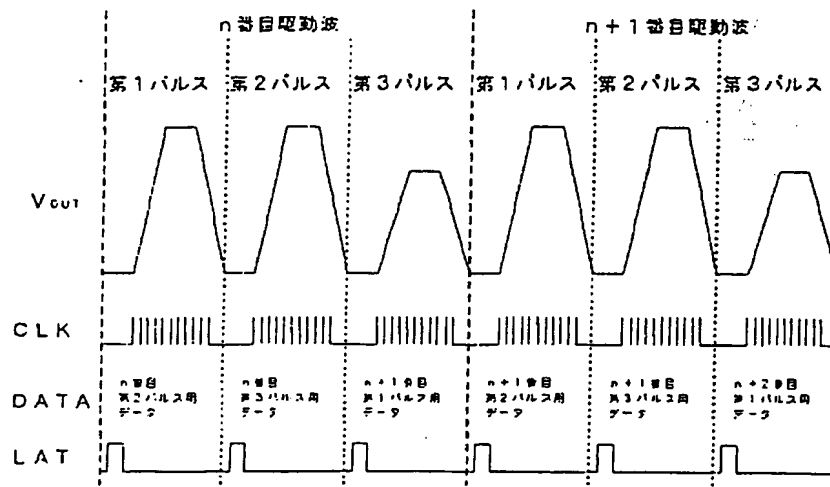 n番目駆動波
n+1番目駆動波
第1パルス
第2パルス
第3パルス
第1パルス
第2パルス
第3パルス
VOUT
CLK
DATA
n番目
第2パルス用
データ
n番目
第3パルス用
データ
n+1番目
第1パルス用
データ
n+1番目
第2パルス用
データ
n+1番目
第3パルス用
データ
n+2番目
第1パルス用
データ
LAT